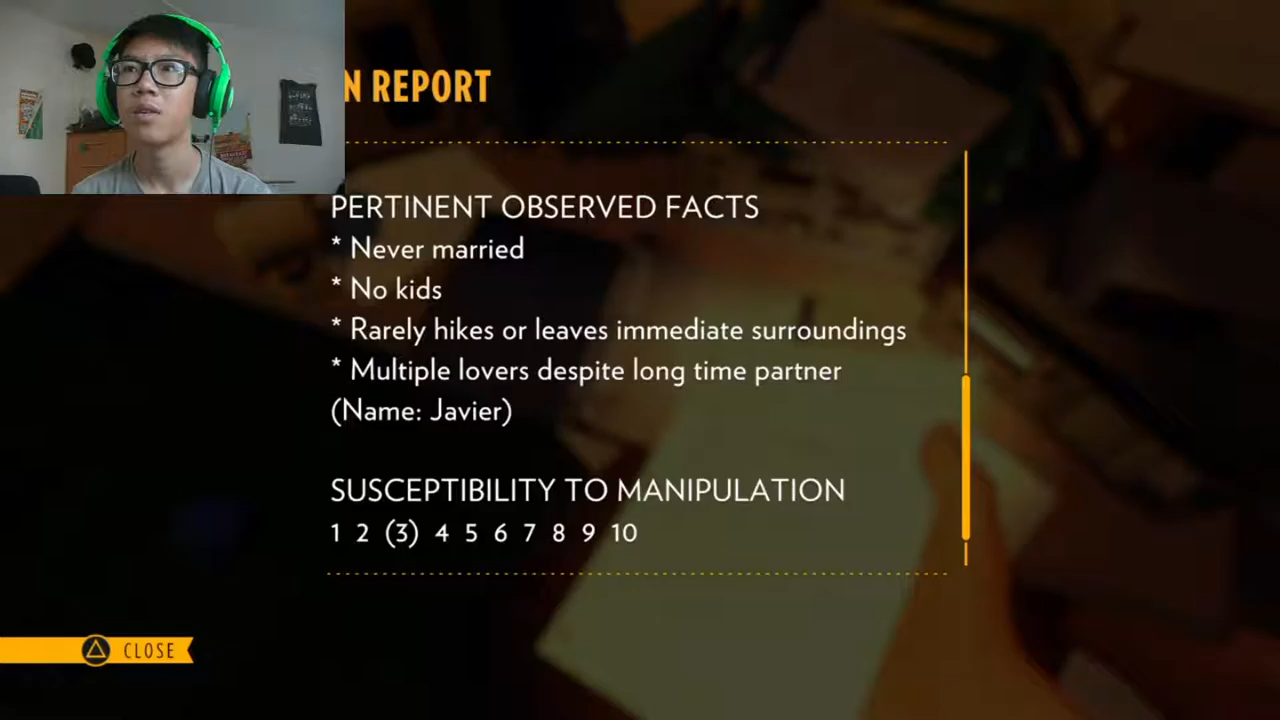 N REPORT
PERTINENT OBSERVED FACTS
* Never married
* No kids
* Rarely hikes or leaves immediate surroundings
* Multiple lovers despite long time partner
(Name: Javier)
SUSCEPTIBILITY TO MANIPULATION
1 2 (3) 4 5 6 7 8 9 10
CLOSE